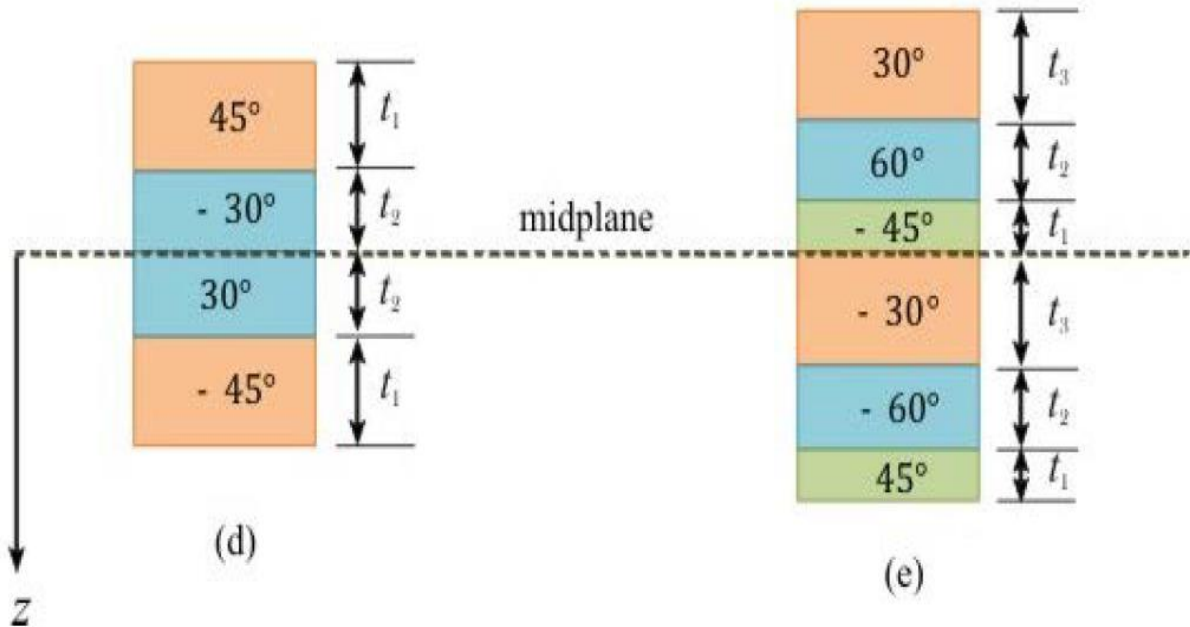 45° t₁
- 30° t₂
midplane
30° t₂
- 45° t₁
(d)
z
30° t₃
60° t₂
- 45° t₁
- 30° t₃
- 60° t₂
45° t₁
(e)